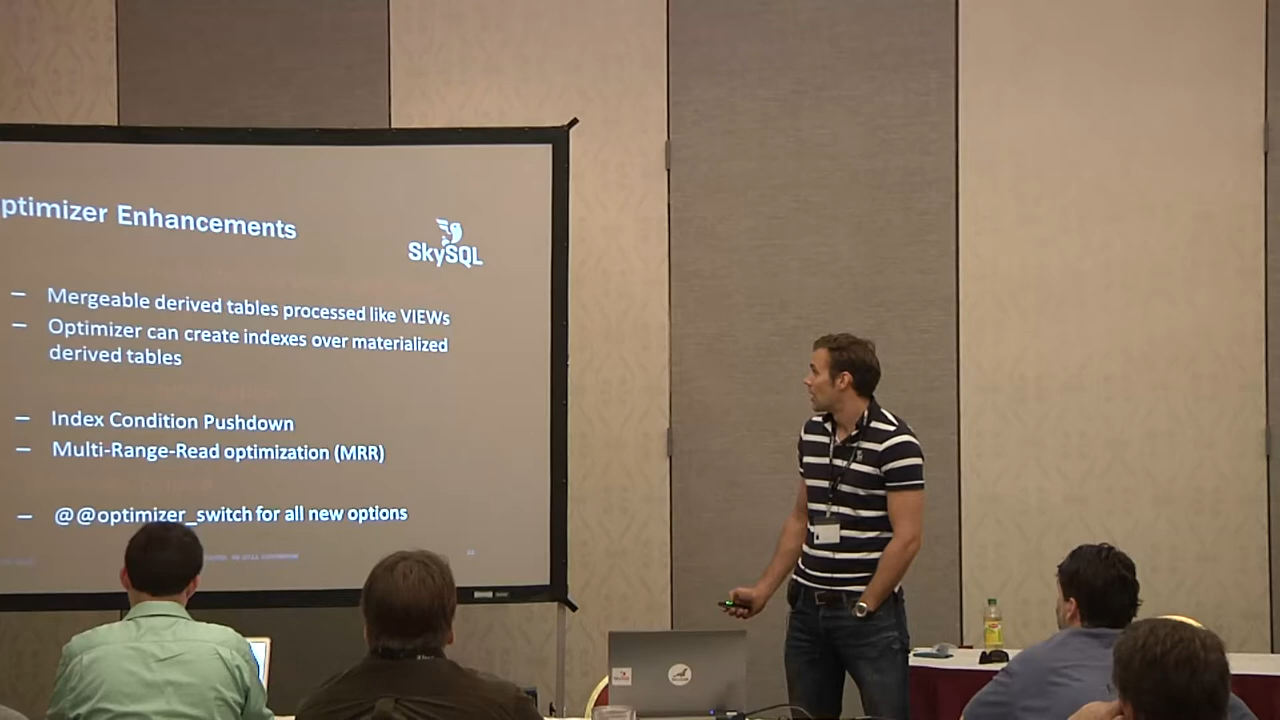 ptimizer Enhancements
SkySQL
– Mergeable derived tables processed like VIEWs
– Optimizer can create indexes over materialized
derived tables
– Index Condition Pushdown
– Multi-Range-Read optimization (MRR)
– @@optimizer_switch for all new options